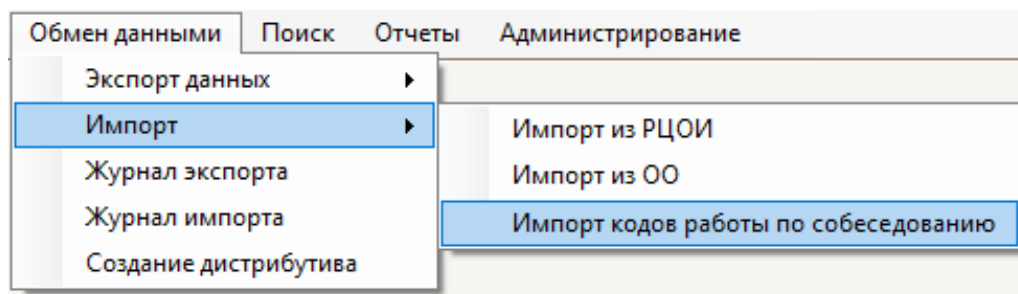 Обмен данными Поиск Отчеты Администрирование
Экспорт данных
Импорт
Импорт из РЦОИ
Журнал экспорта
Импорт из ОО
Журнал импорта
Импорт кодов работы по собеседованию
Создание дистрибутива